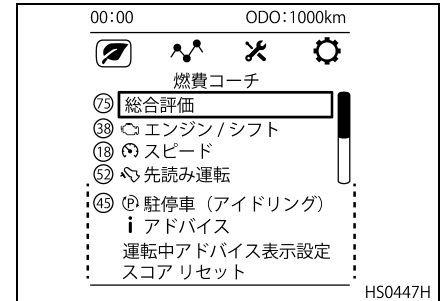 00:00 ODO:1000km
燃費コーチ
75 総合評価
38 エンジン / シフト
18 スピード
52 先読み運転
45 P 駐停車（アイドリング）
i アドバイス
運転中アドバイス表示設定
スコア リセット
HS0447H